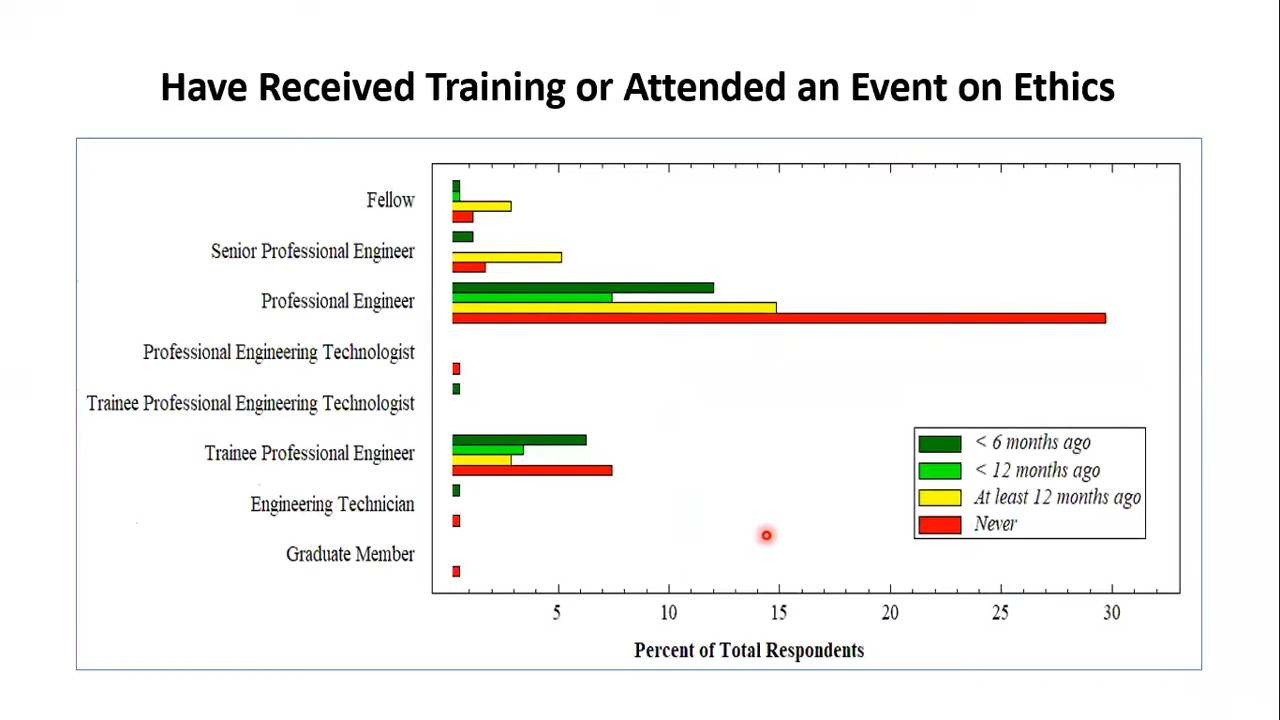 Have Received Training or Attended an Event on Ethics
Fellow
Senior Professional Engineer
Professional Engineer
Professional Engineering Technologist
Trainee Professional Engineering Technologist
Trainee Professional Engineer
Engineering Technician
Graduate Member
< 6 months ago
< 12 months ago
At least 12 months ago
Never
5 10 15 20 25 30
Percent of Total Respondents